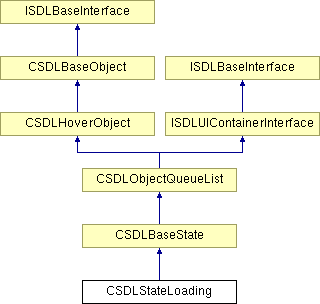 ISDLBaseInterface
CSDLBaseObject
ISDLBaseInterface
CSDLHoverObject
ISDLUIContainerInterface
CSDLObjectQueueList
CSDLBaseState
CSDLStateLoading